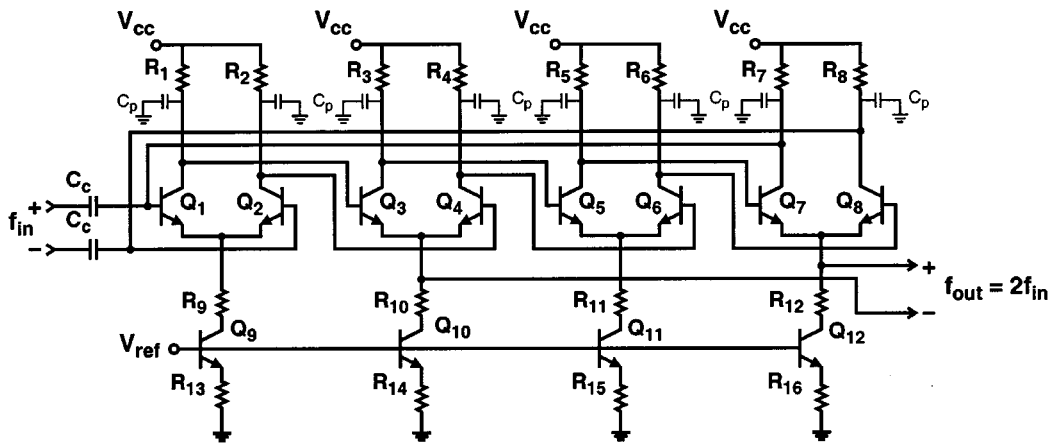 Vcc Vcc Vcc Vcc
R1 R2 R3 R4 R5 R6 R7 R8
Cp Cp Cp Cp Cp
Cc
+ Q1 Q2 Q3 Q4 Q5 Q6 Q7 Q8
fin Cc
−
+
R9 R10 R11 R12 fout = 2fin
−
Q9 Q10 Q11 Q12
Vref
R13 R14 R15 R16